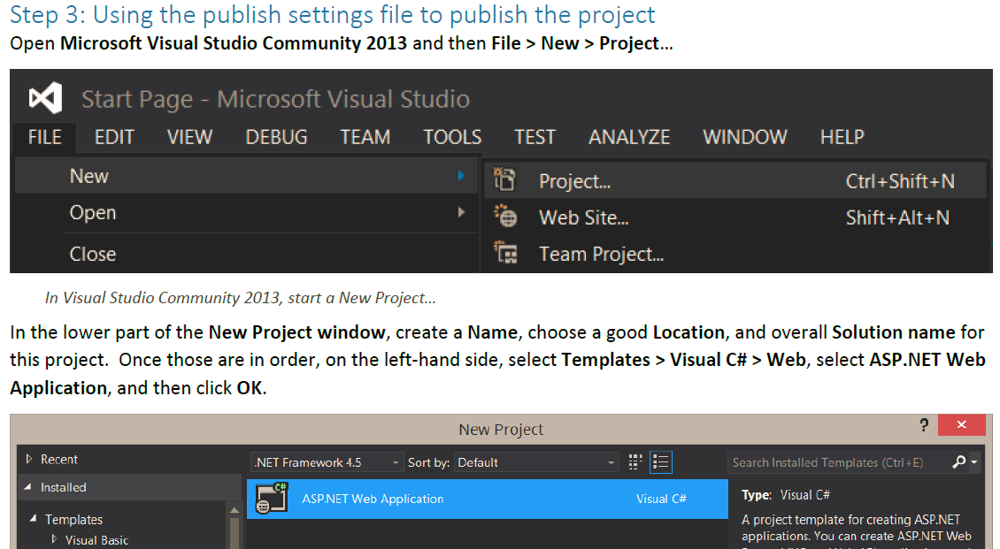 Step 3: Using the publish settings file to publish the project
Open Microsoft Visual Studio Community 2013 and then File > New > Project…
Start Page - Microsoft Visual Studio
FILE EDIT VIEW DEBUG TEAM TOOLS TEST ANALYZE WINDOW HELP
New
Project... Ctrl+Shift+N
Open
Web Site... Shift+Alt+N
Close
Team Project...
In Visual Studio Community 2013, start a New Project…
In the lower part of the New Project window, create a Name, choose a good Location, and overall Solution name for
this project. Once those are in order, on the left-hand side, select Templates > Visual C# > Web, select ASP.NET Web
Application, and then click OK.
New Project
Recent
.NET Framework 4.5 Sort by: Default
Search Installed Templates (Ctrl+E)
Installed
C#
ASP.NET Web Application Visual C#
Type: Visual C#
Templates
A project template for creating ASP.NET
Visual Basic
applications. You can create ASP.NET Web